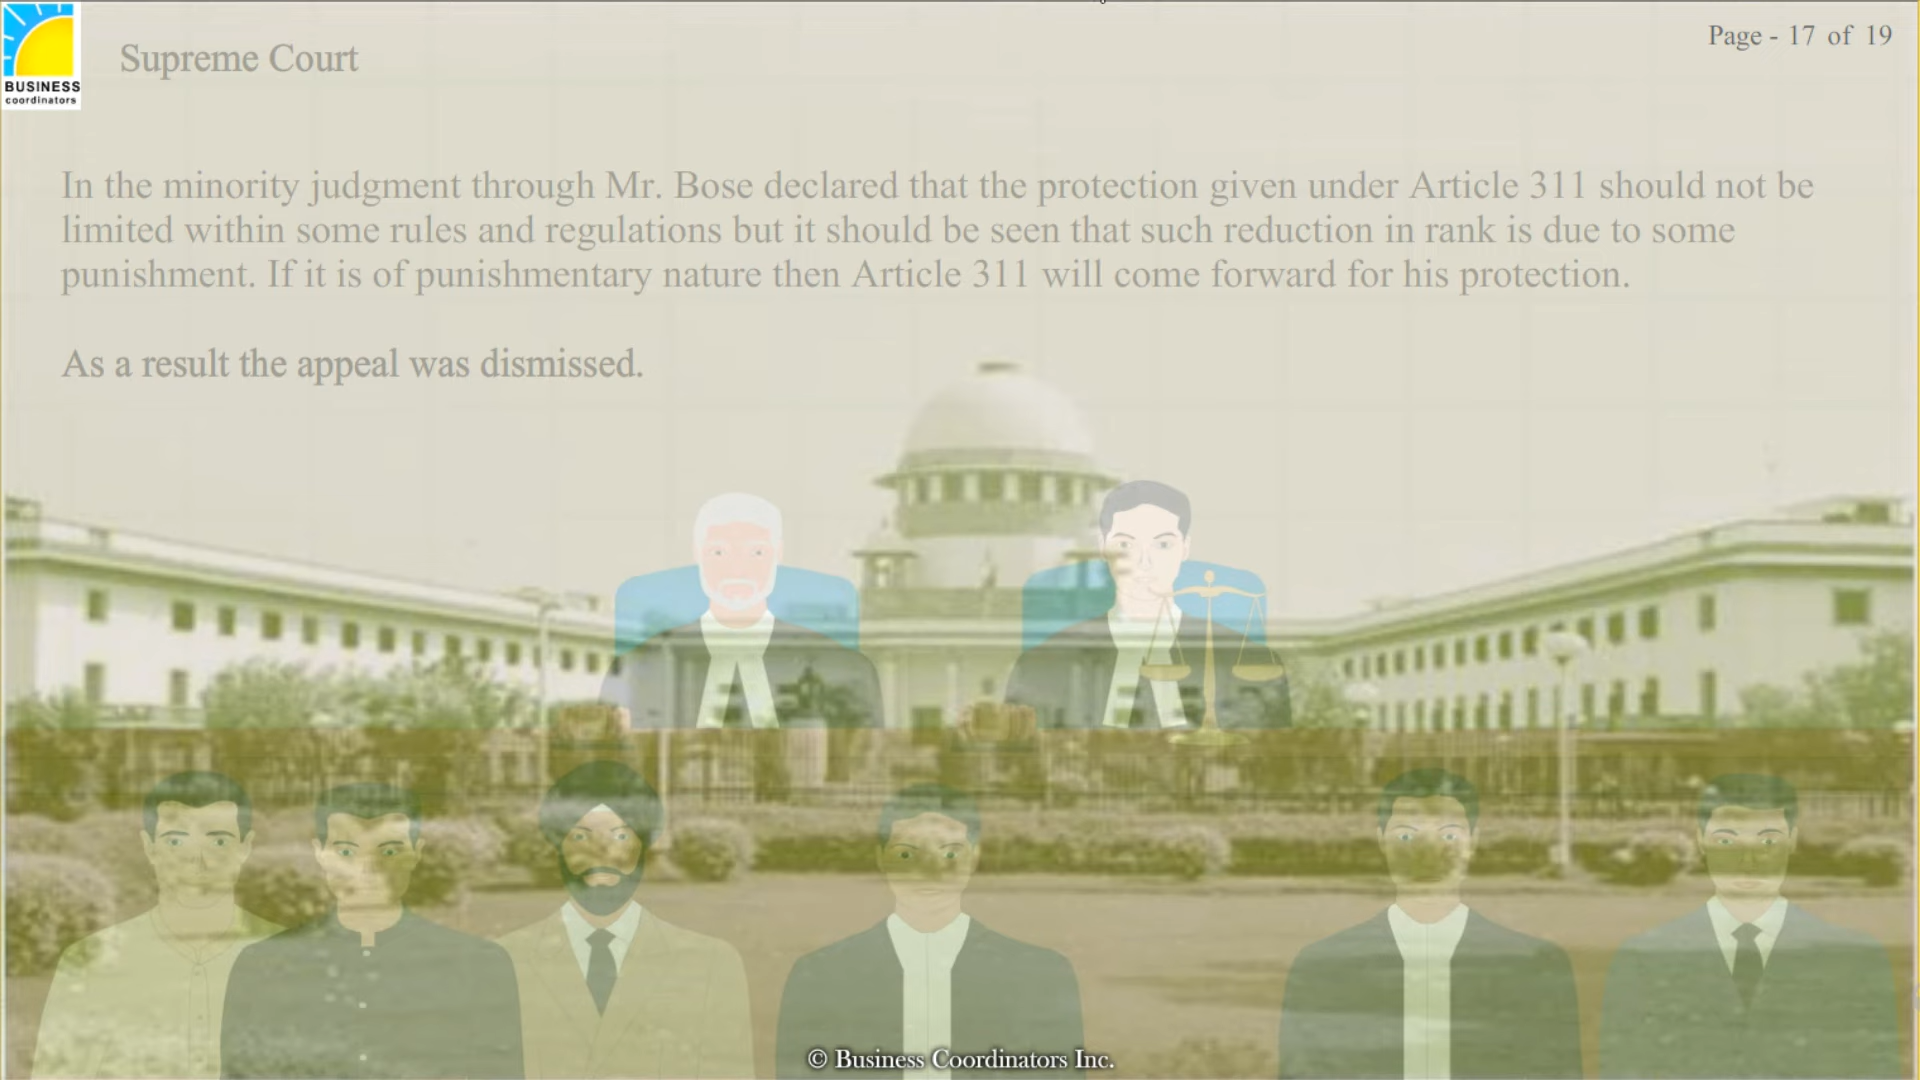 BUSINESS
coordinators
Supreme Court
Page - 17 of 19
In the minority judgment through Mr. Bose declared that the protection given under Article 311 should not be
limited within some rules and regulations but it should be seen that such reduction in rank is due to some
punishment. If it is of punishmentary nature then Article 311 will come forward for his protection.
As a result the appeal was dismissed.
© Business Coordinators Inc.